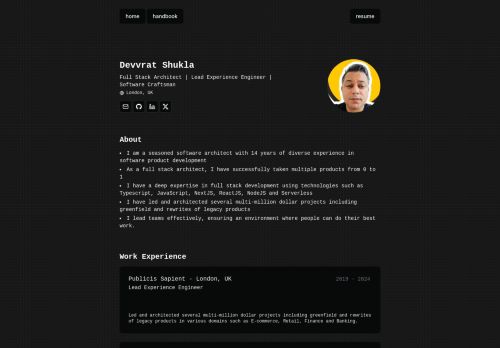 home handbook resume
Devvrat Shukla
Full Stack Architect | Lead Experience Engineer |
Software Craftsman
London, UK
About
• I am a seasoned software architect with 14 years of diverse experience in
software product development
• As a full stack architect, I have successfully taken multiple products from 0 to
1
• I have a deep expertise in full stack development using technologies such as
Typescript, JavaScript, NextJS, ReactJS, NodeJS and Serverless
• I have led and architected several multi-million dollar projects including
greenfield and rewrites of legacy products
• I lead teams effectively, ensuring an environment where people can do their best
work.
Work Experience
Publicis Sapient - London, UK 2019 - 2024
Lead Experience Engineer
Led and architected several multi-million dollar projects including greenfield and rewrites
of legacy products in various domains such as E-commerce, Retail, Finance and Banking.